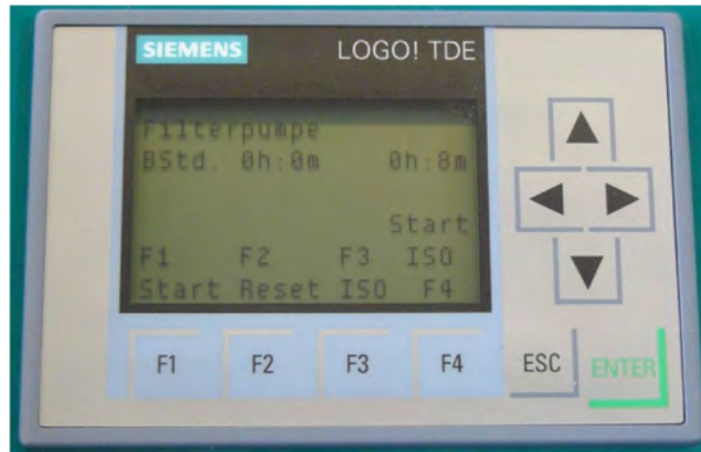 SIEMENS LOGO! TDE
Filterpumpe
BStd. 0h:0m 0h:8m
Start
F1 F2 F3 ISO
Start Reset ISO F4
F1 F2 F3 F4 ESC ENTER